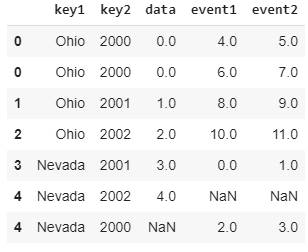 key1 key2 data event1 event2
0 Ohio 2000 0.0 4.0 5.0
0 Ohio 2000 0.0 6.0 7.0
1 Ohio 2001 1.0 8.0 9.0
2 Ohio 2002 2.0 10.0 11.0
3 Nevada 2001 3.0 0.0 1.0
4 Nevada 2002 4.0 NaN NaN
4 Nevada 2000 NaN 2.0 3.0